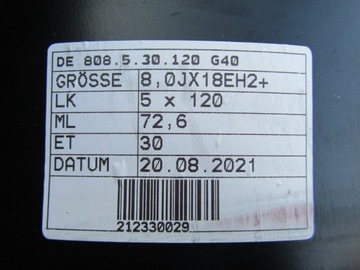 DE 808.5.30.120 G40
GRÖSSE 8,0JX18EH2+
LK 5 x 120
ML 72,6
ET 30
DATUM 20.08.2021
212330029